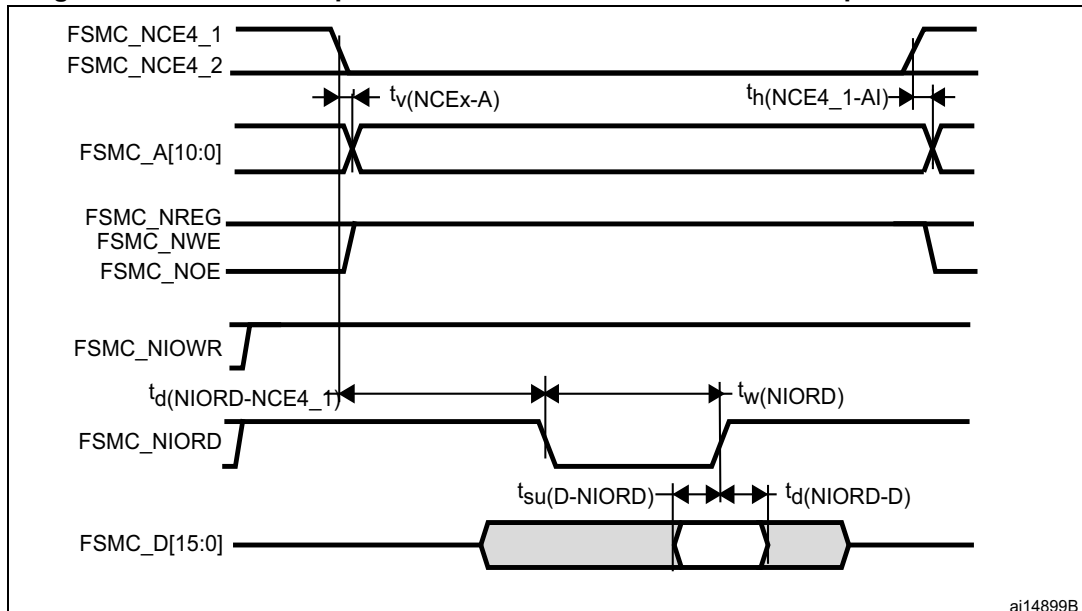 FSMC_NCE4_1
FSMC_NCE4_2
tv(NCEx-A)
th(NCE4_1-AI)
FSMC_A[10:0]
FSMC_NREG
FSMC_NWE
FSMC_NOE
FSMC_NIOWR
td(NIORD-NCE4_1)
tw(NIORD)
FSMC_NIORD
tsu(D-NIORD)
td(NIORD-D)
FSMC_D[15:0]
ai14899B